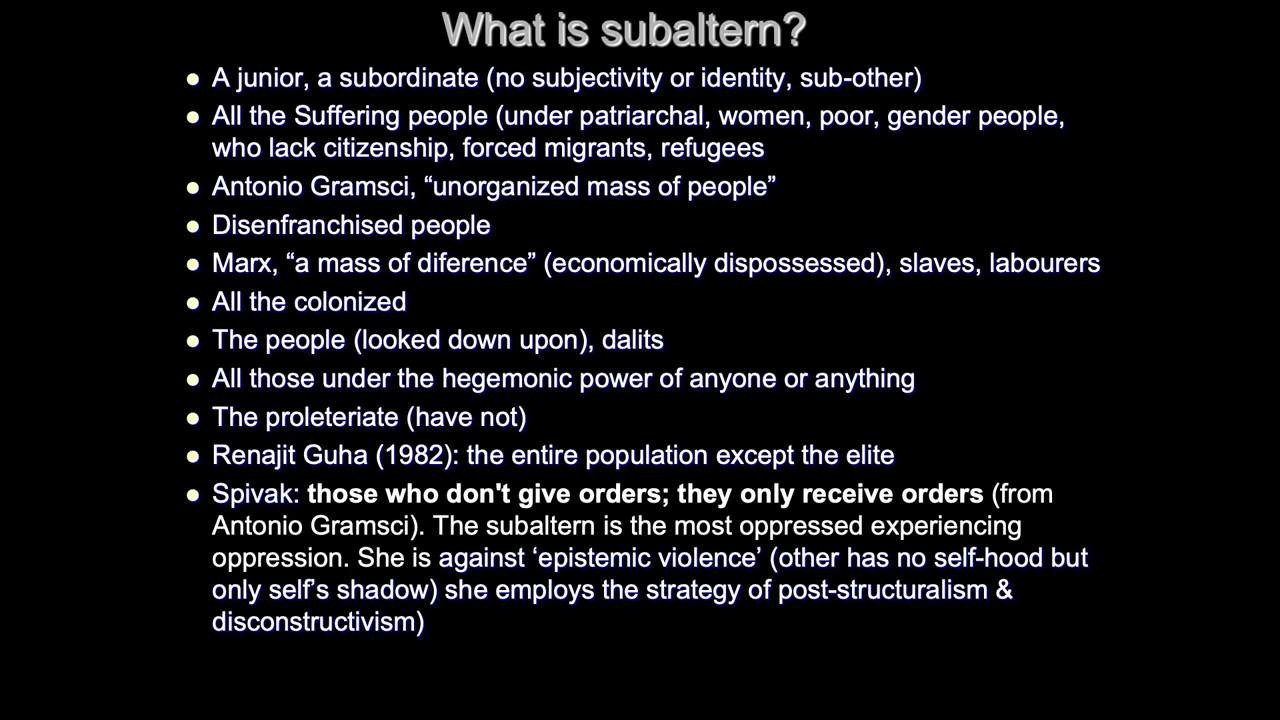 What is subaltern?
● A junior, a subordinate (no subjectivity or identity, sub-other)
● All the Suffering people (under patriarchal, women, poor, gender people,
who lack citizenship, forced migrants, refugees
● Antonio Gramsci, “unorganized mass of people”
● Disenfranchised people
● Marx, “a mass of diference” (economically dispossessed), slaves, labourers
● All the colonized
● The people (looked down upon), dalits
● All those under the hegemonic power of anyone or anything
● The proleteriate (have not)
● Renajit Guha (1982): the entire population except the elite
● Spivak: those who don't give orders; they only receive orders (from
Antonio Gramsci). The subaltern is the most oppressed experiencing
oppression. She is against ‘epistemic violence’ (other has no self-hood but
only self’s shadow) she employs the strategy of post-structuralism &
disconstructivism)